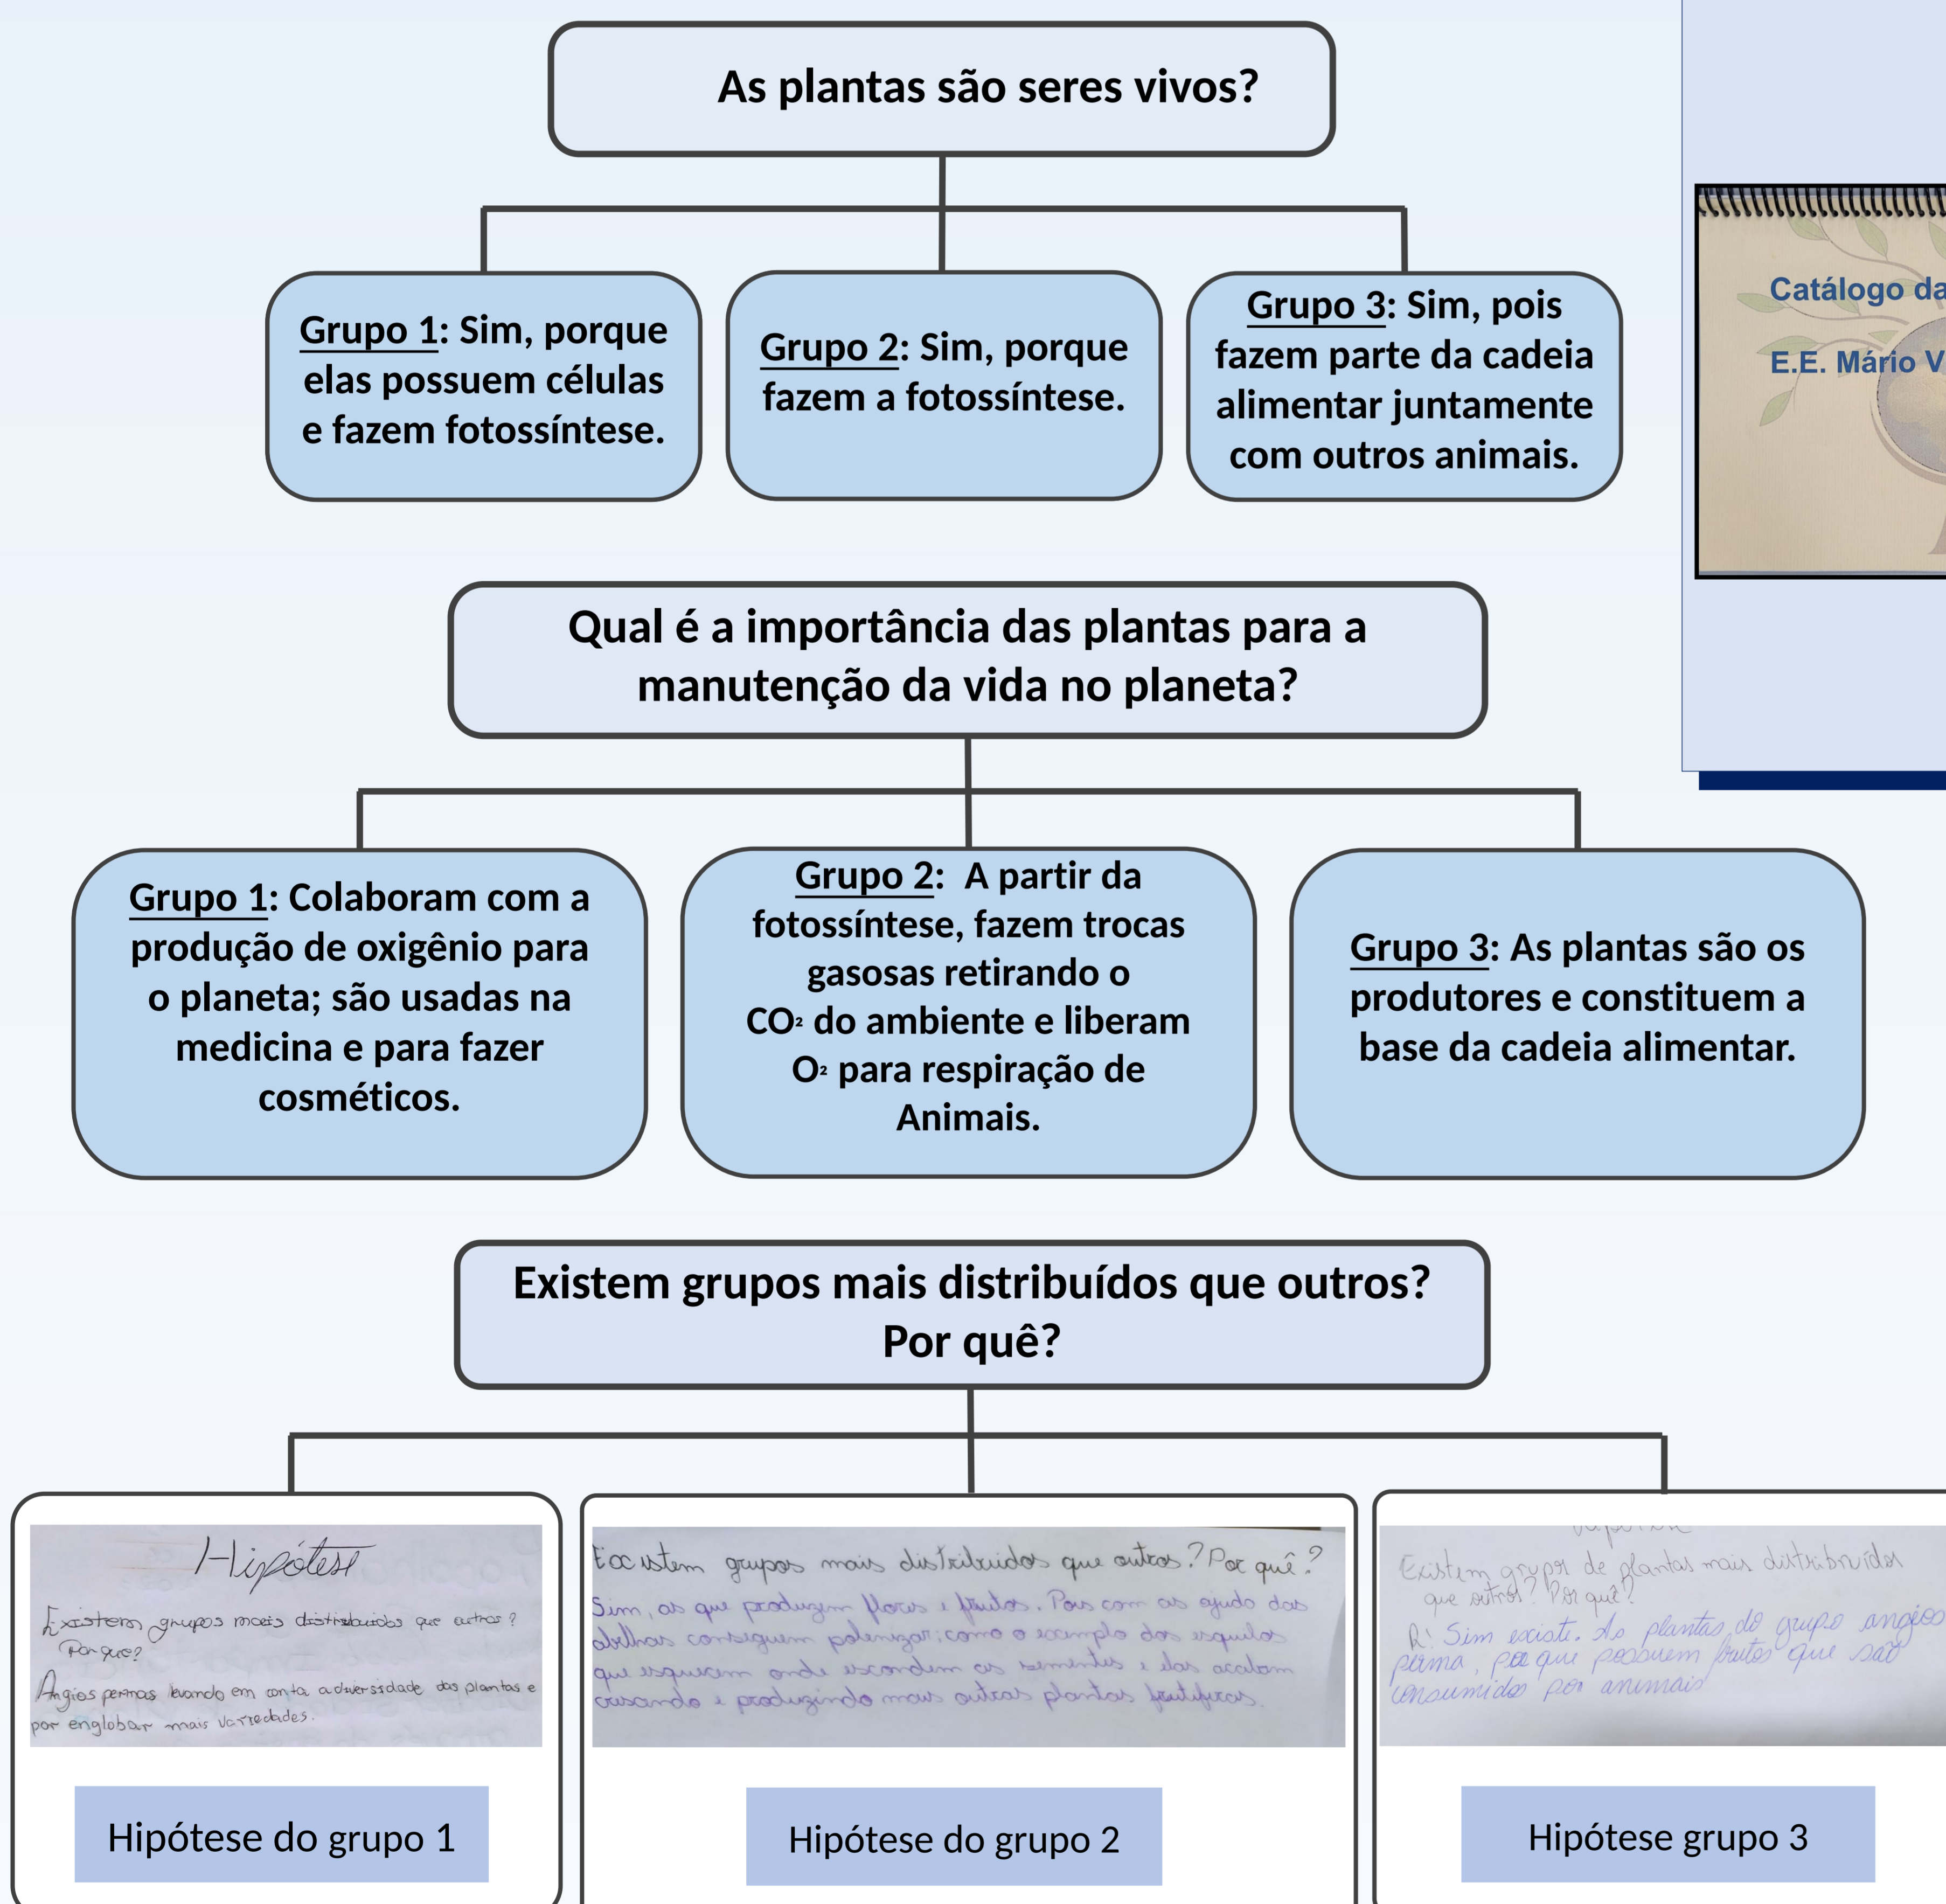 As plantas são seres vivos?
Grupo 1: Sim, porque
elas possuem células
e fazem fotossíntese.
Grupo 2: Sim, porque
fazem a fotossíntese.
Grupo 3: Sim, pois
fazem parte da cadeia
alimentar juntamente
com outros animais.
Catálogo da
E.E. Mário V
Qual é a importância das plantas para a
manutenção da vida no planeta?
Grupo 1: Colaboram com a
produção de oxigênio para
o planeta; são usadas na
medicina e para fazer
cosméticos.
Grupo 2: A partir da
fotossíntese, fazem trocas
gasosas retirando o
CO² do ambiente e liberam
O² para respiração de
Animais.
Grupo 3: As plantas são os
produtores e constituem a
base da cadeia alimentar.
Existem grupos mais distribuídos que outros?
Por quê?
Hipótese
Existem grupos mais distribuidos que outros?
Por que?
Angiospermas levando em conta a diversidade das plantas e
por englobar mais variedades.
Hipótese do grupo 1
Existem grupos mais distribuidos que outros? Por quê?
Sim, as que produzem flores e frutos. Pois com as ajuda das
abelhas conseguem polenizar; como o exemplo dos esquilos
que esquecem onde escondem as sementes e elas acabam
e produzindo mais outras plantas frutiferas.
Hipótese do grupo 2
Existem grupos de plantas mais distribuídos
que outros? Por quê?
R: Sim existe. As plantas do grupo angios
perma, por que possuem frutos que são
consumidos por animais
Hipótese grupo 3